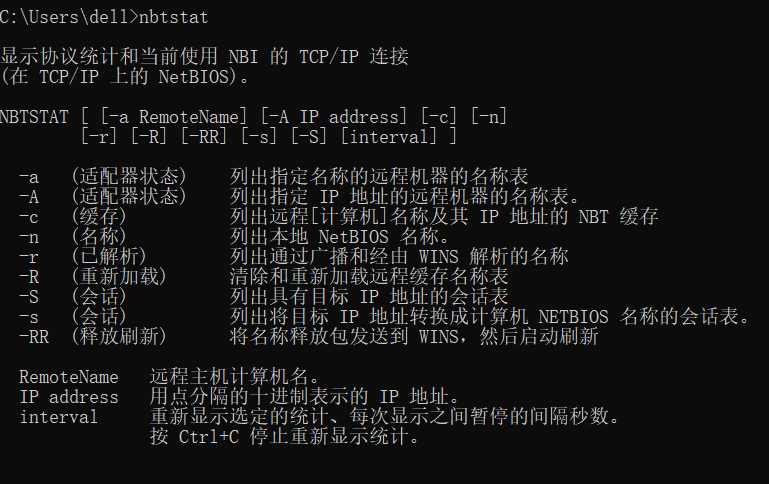 C:\Users\dell>nbtstat
显示协议统计和当前使用 NBI 的 TCP/IP 连接
(在 TCP/IP 上的 NetBIOS)。
NBTSTAT [ [-a RemoteName] [-A IP address] [-c] [-n]
[-r] [-R] [-RR] [-s] [-S] [interval] ]
-a (适配器状态) 列出指定名称的远程机器的名称表
-A (适配器状态) 列出指定 IP 地址的远程机器的名称表。
-c (缓存) 列出远程[计算机]名称及其 IP 地址的 NBT 缓存
-n (名称) 列出本地 NetBIOS 名称。
-r (已解析) 列出通过广播和经由 WINS 解析的名称
-R (重新加载) 清除和重新加载远程缓存名称表
-S (会话) 列出具有目标 IP 地址的会话表
-s (会话) 列出将目标 IP 地址转换成计算机 NETBIOS 名称的会话表。
-RR (释放刷新) 将名称释放包发送到 WINS，然后启动刷新
RemoteName 远程主机计算机名。
IP address 用点分隔的十进制表示的 IP 地址。
interval 重新显示选定的统计、每次显示之间暂停的间隔秒数。
按 Ctrl+C 停止重新显示统计。